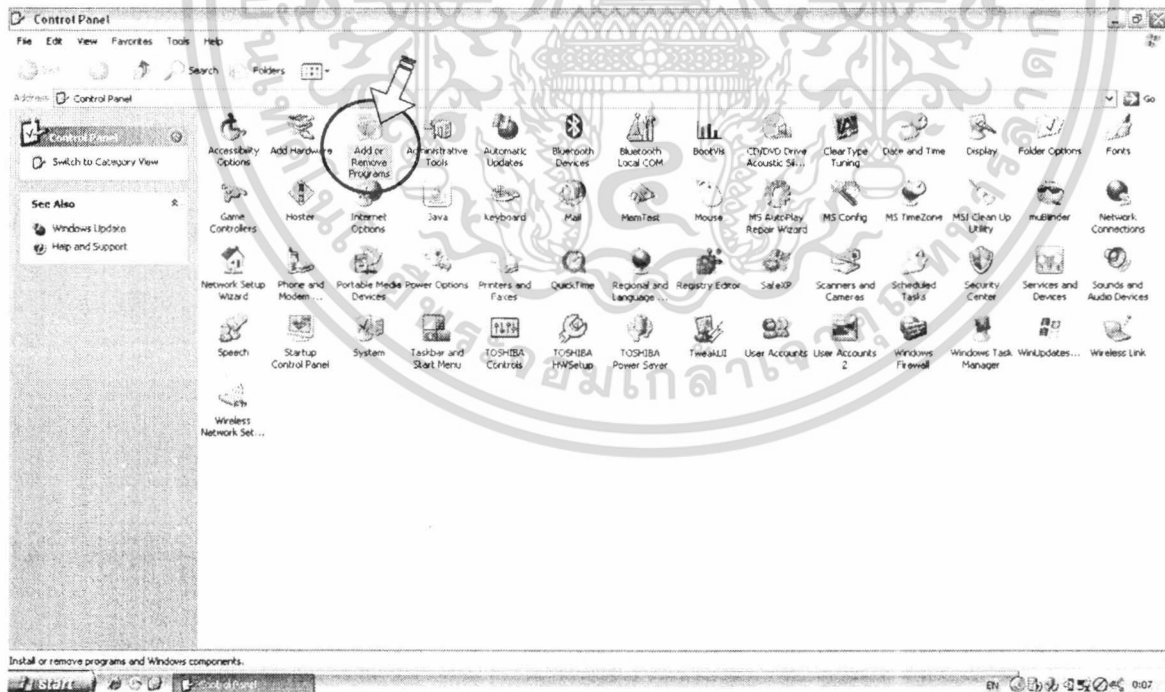 Control Panel
File Edit View Favorites Tools Help
Search Folders
Address Control Panel Go
Control Panel
Switch to Category View
See Also
Windows Update
Help and Support
Accessibility Options
Add Hardware
Add or Remove Programs
Administrative Tools
Automatic Updates
Bluetooth Devices
Bluetooth Local COM
BootVis
CD/DVD Drive Acoustic Sil...
ClearType Tuning
Date and Time
Display
Folder Options
Fonts
Game Controllers
Hoster
Internet Options
Java
Keyboard
Mail
MemTest
Mouse
MS AutoPlay Repair Wizard
MS Config
MS TimeZone
MSI Clean Up Utility
muBlinder
Network Connections
Network Setup Wizard
Phone and Modem ...
Portable Media Devices
Power Options
Printers and Faxes
QuickTime
Regional and Language ...
Registry Editor
SafeXP
Scanners and Cameras
Scheduled Tasks
Security Center
Services and Devices
Sounds and Audio Devices
Speech
Startup Control Panel
System
Taskbar and Start Menu
TOSHIBA Controls
TOSHIBA HWSetup
TOSHIBA Power Saver
TweakUI
User Accounts
User Accounts 2
Windows Firewall
Windows Task Manager
WinUpdates...
Wireless Link
Wireless Network Set...
Install or remove programs and Windows components.
start Control Panel EN 0:07